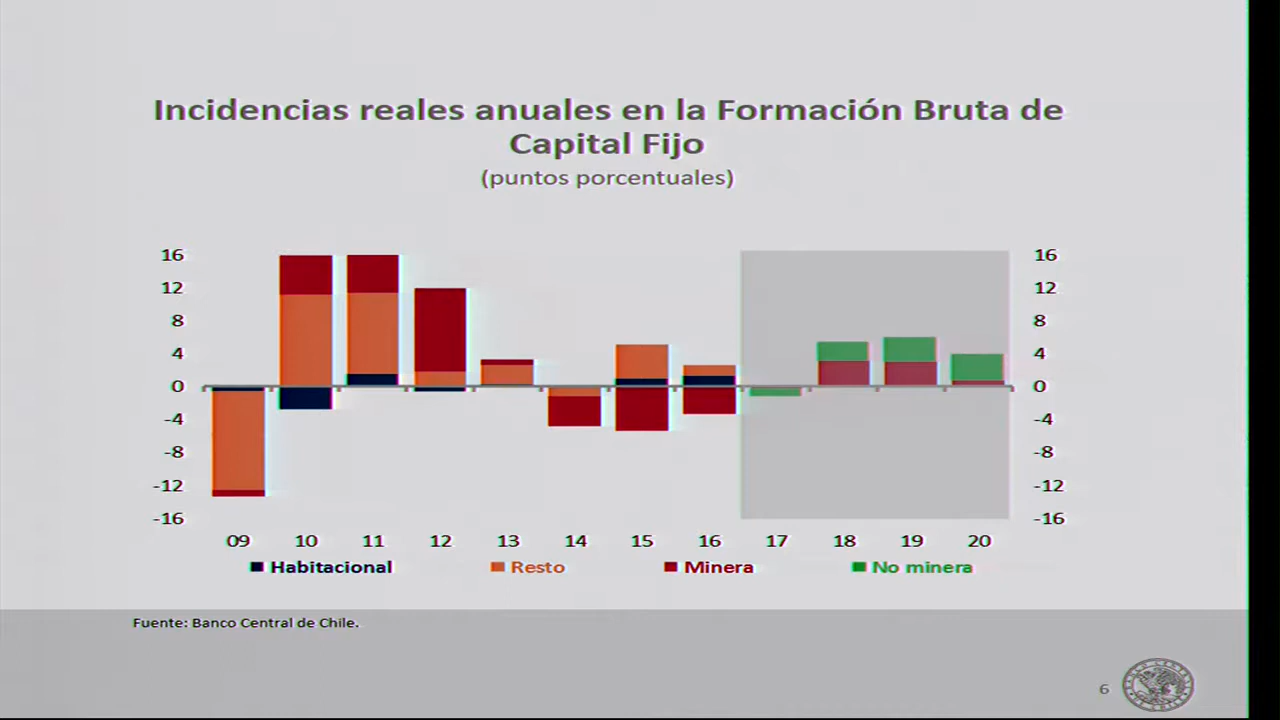 Incidencias reales anuales en la Formación Bruta de
Capital Fijo
(puntos porcentuales)
16 16
12 12
8 8
4 4
0 0
-4 -4
-8 -8
-12 -12
-16 -16
09 10 11 12 13 14 15 16 17 18 19 20
Habitacional Resto Minera No minera
Fuente: Banco Central de Chile.
6